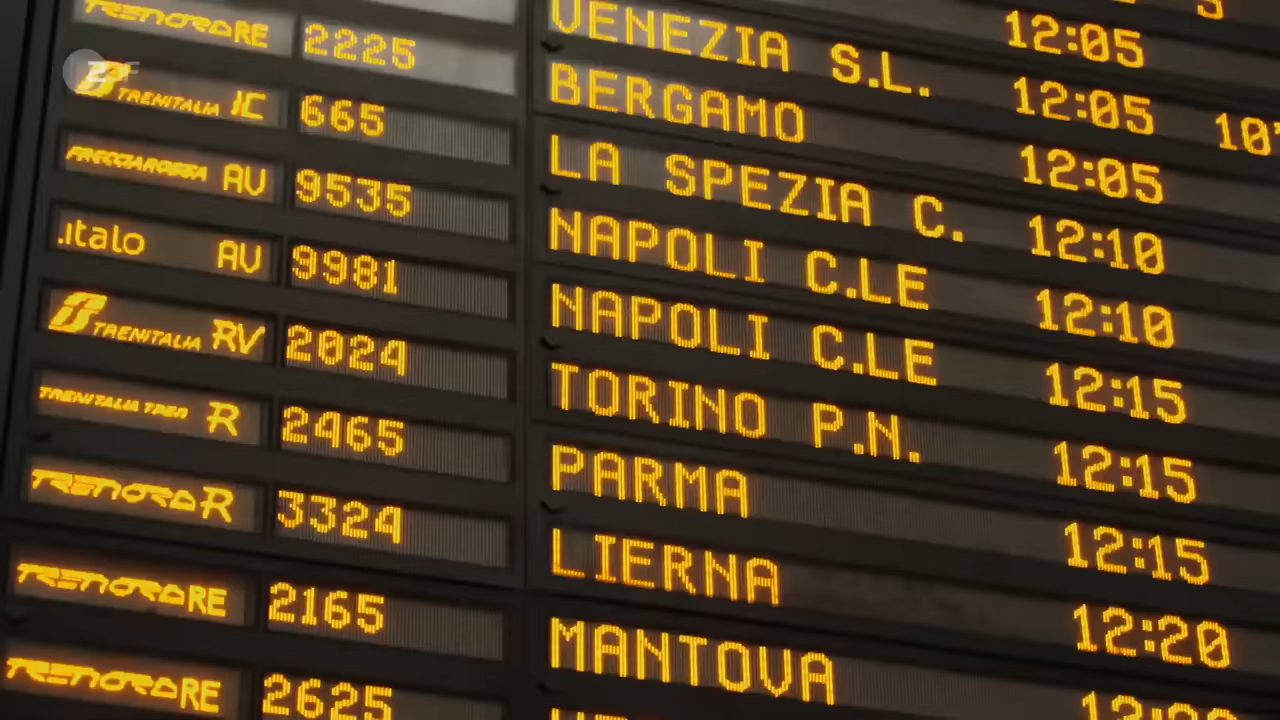 VENEZIA S.L. 12:05
TRENORD RE 2225 BERGAMO 12:05 10
ZDF
TRENITALIA IC 665 LA SPEZIA C. 12:05
FRECCIAROSSA AV 9535 NAPOLI C.LE 12:10
.italo AV 9981 NAPOLI C.LE 12:10
TRENITALIA RV 2024 TORINO P.N. 12:15
TRENITALIA TPER R 2465 PARMA 12:15
TRENORD R 3324 LIERNA 12:15
TRENORD RE 2165 MANTOVA 12:20
TRENORD RE 2625